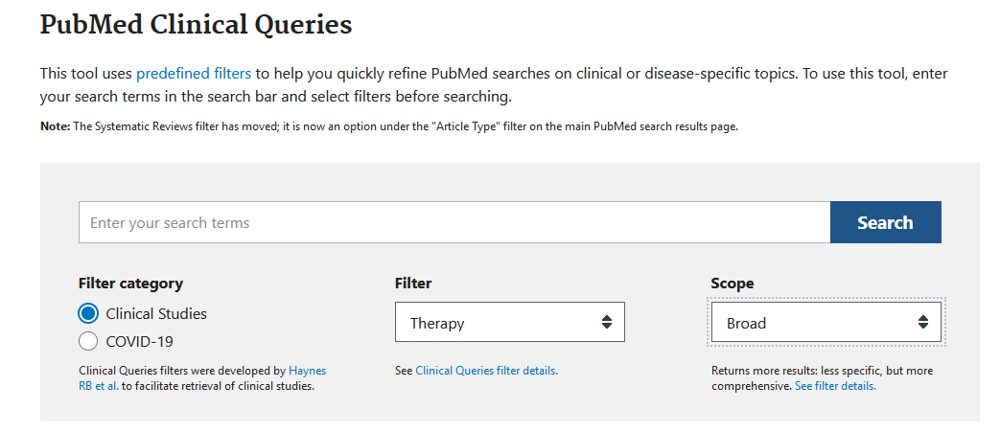 PubMed Clinical Queries
This tool uses predefined filters to help you quickly refine PubMed searches on clinical or disease-specific topics. To use this tool, enter
your search terms in the search bar and select filters before searching.
Note: The Systematic Reviews filter has moved; it is now an option under the "Article Type" filter on the main PubMed search results page.
Enter your search terms
Search
Filter category
Clinical Studies
COVID-19
Clinical Queries filters were developed by Haynes
RB et al. to facilitate retrieval of clinical studies.
Filter
Therapy
See Clinical Queries filter details.
Scope
Broad
Returns more results: less specific, but more
comprehensive. See filter details.